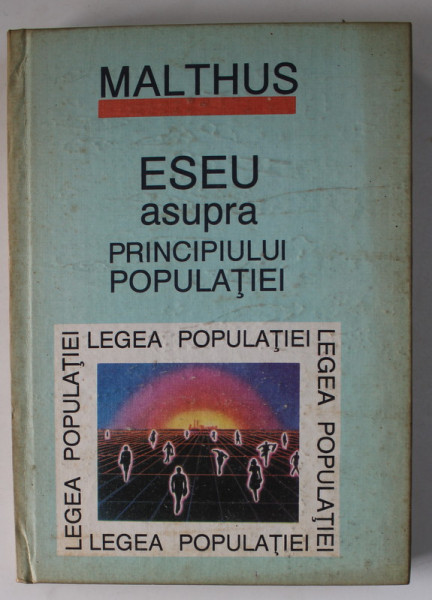 MALTHUS
ESEU
asupra
PRINCIPIULUI
POPULAŢIEI
LEGEA POPULAŢIEI
LEGEA POPULAŢIEI
LEGEA POPULAŢIEI
LEGEA POPULAŢIEI